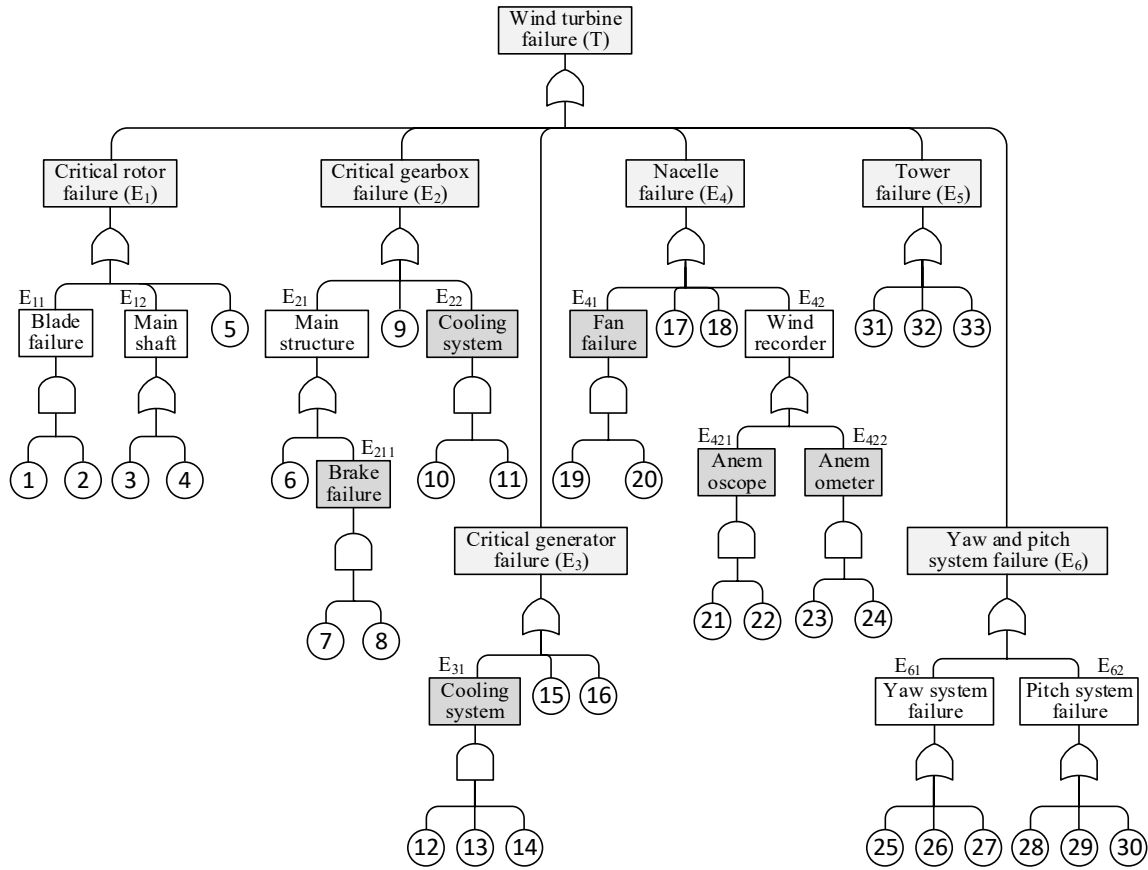 Wind turbine
failure (T)
Critical rotor
failure (E₁)
Critical gearbox
failure (E₂)
Nacelle
failure (E₄)
Tower
failure (E₅)
E₁₁
Blade
failure
E₁₂
Main
shaft
5
E₂₁
Main
structure
9
E₂₂
Cooling
system
E₄₁
Fan
failure
17
18
E₄₂
Wind
recorder
31
32
33
1
2
3
4
6
E₂₁₁
Brake
failure
10
11
19
20
E₄₂₁
Anem
oscope
E₄₂₂
Anem
ometer
7
8
Critical generator
failure (E₃)
21
22
23
24
Yaw and pitch
system failure (E₆)
E₃₁
Cooling
system
15
16
E₆₁
Yaw system
failure
E₆₂
Pitch system
failure
12
13
14
25
26
27
28
29
30